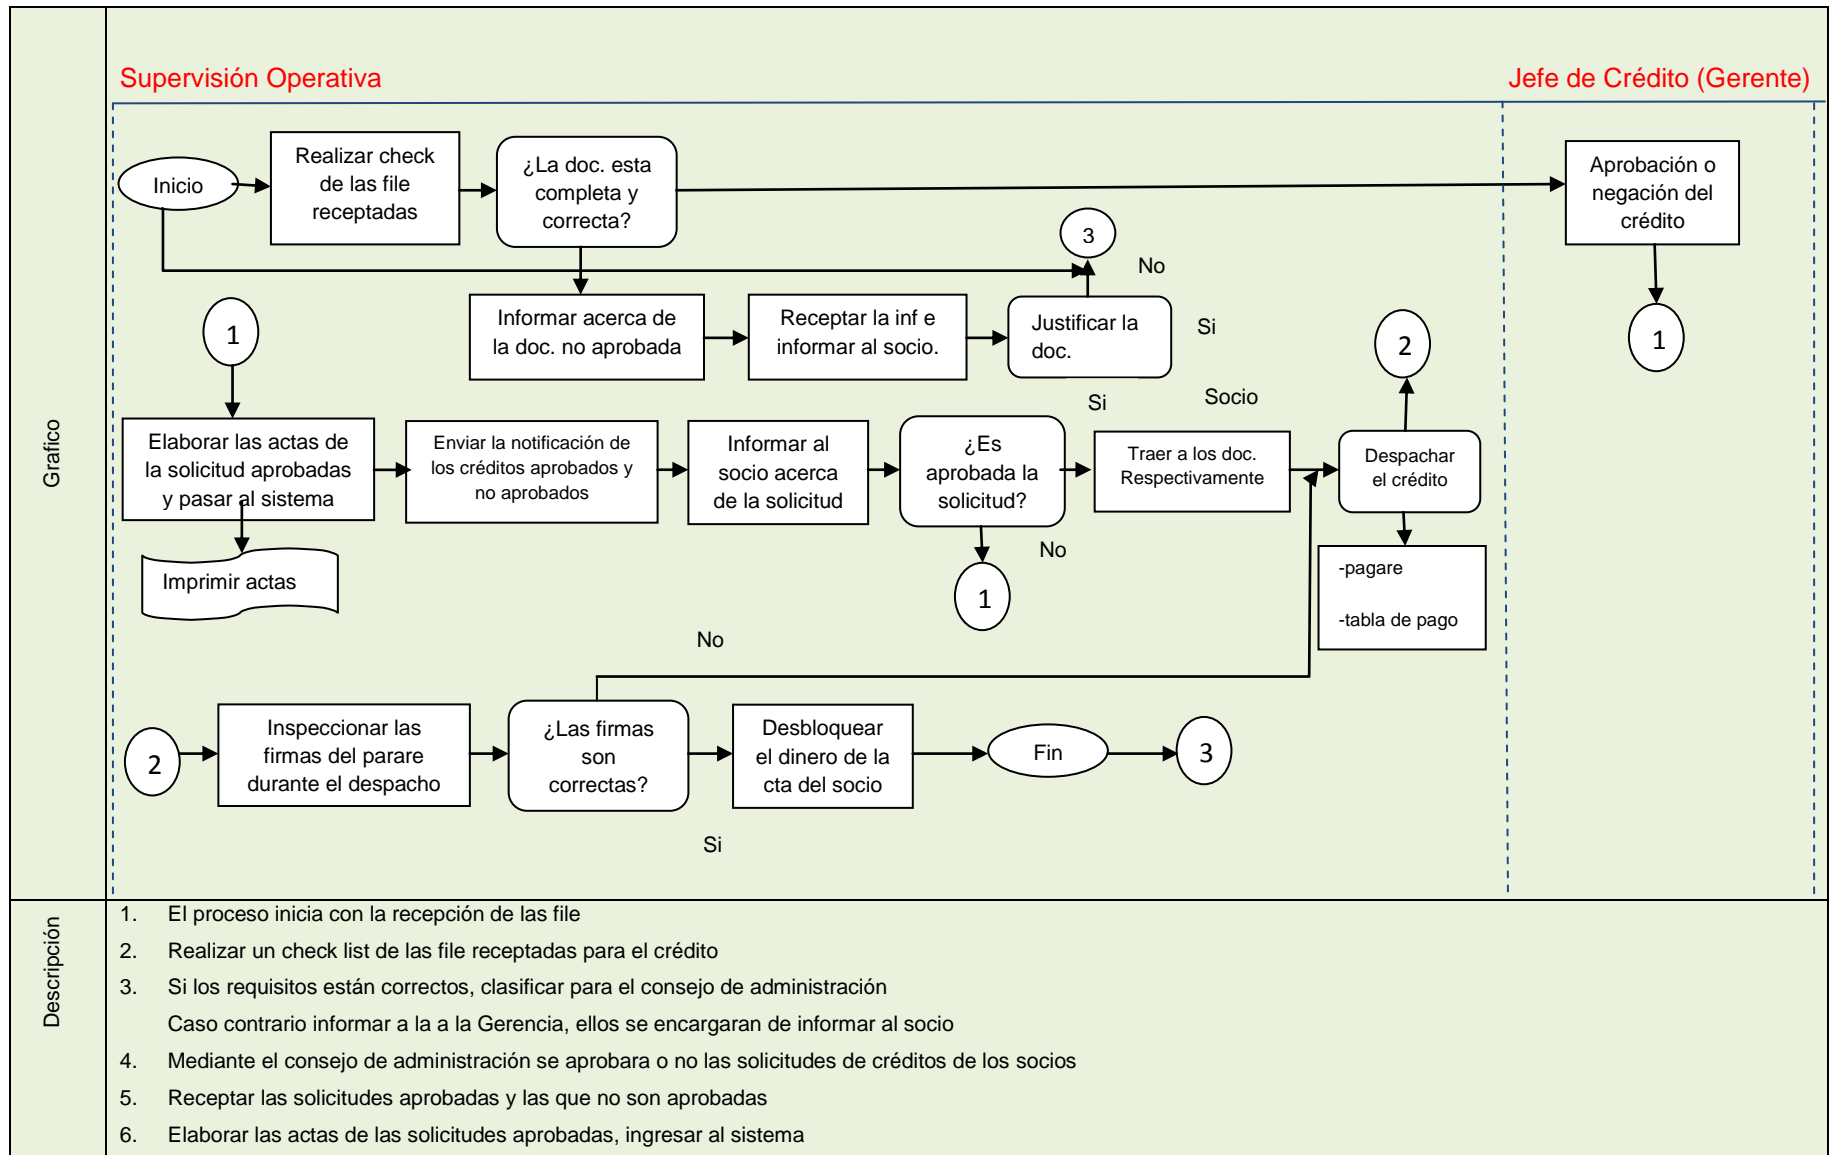 Supervisión Operativa
Jefe de Crédito (Gerente)
Grafico
Inicio
Realizar check
de las file
receptadas
¿La doc. esta
completa y
correcta?
Aprobación o
negación del
crédito
3
No
Informar acerca de
la doc. no aprobada
Receptar la inf e
informar al socio.
Justificar la
doc.
Si
1
2
1
Si
Socio
Elaborar las actas de
la solicitud aprobadas
y pasar al sistema
Enviar la notificación de
los créditos aprobados y
no aprobados
Informar al
socio acerca
de la solicitud
¿Es
aprobada la
solicitud?
Traer a los doc.
Respectivamente
Despachar
el crédito
No
Imprimir actas
1
-pagare
-tabla de pago
No
2
Inspeccionar las
firmas del parare
durante el despacho
¿Las firmas
son
correctas?
Desbloquear
el dinero de la
cta del socio
Fin
3
Si
Descripción
1. El proceso inicia con la recepción de las file
2. Realizar un check list de las file receptadas para el crédito
3. Si los requisitos están correctos, clasificar para el consejo de administración
Caso contrario informar a la a la Gerencia, ellos se encargaran de informar al socio
4. Mediante el consejo de administración se aprobara o no las solicitudes de créditos de los socios
5. Receptar las solicitudes aprobadas y las que no son aprobadas
6. Elaborar las actas de las solicitudes aprobadas, ingresar al sistema